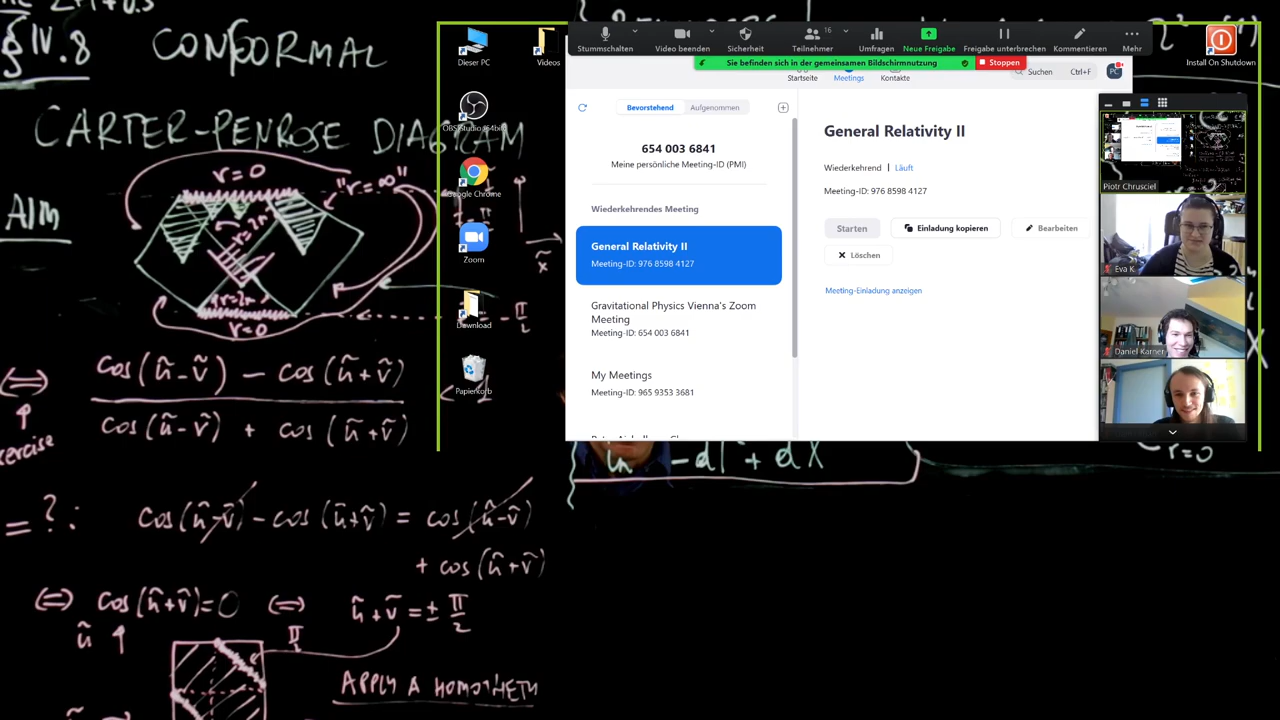 § IV.8 CONFORMAL
CARTER-PENROSE DIAGRAM
AIM
r=0
"r=0"
r=0
x̃
-π/2
⇔ cos(ũ-ṽ) - cos(ũ+ṽ)
cos(ũ-ṽ) + cos(ũ+ṽ)
exercise
= ?: cos(ũ-ṽ) - cos(ũ+ṽ) = cos(ũ-ṽ)
+ cos(ũ+ṽ)
⇔ cos(ũ+ṽ)=0 ⇔ ũ+ṽ = ± π/2
ũ
π/2
APPLY A HOMOTHETY
r=0
Dieser PC
Videos
Google Chrome
Zoom
Download
Papierkorb
Install On Shutdown
Stummschalten
Video beenden
Sicherheit
16
Teilnehmer
Umfragen
Neue Freigabe
Freigabe unterbrechen
Kommentieren
Mehr
Sie befinden sich in der gemeinsamen Bildschirmnutzung
Stoppen
Startseite
Meetings
Kontakte
Suchen Ctrl+F
PC
Bevorstehend
Aufgenommen
654 003 6841
Meine persönliche Meeting-ID (PMI)
Wiederkehrendes Meeting
General Relativity II
Meeting-ID: 976 8598 4127
Gravitational Physics Vienna's Zoom
Meeting
Meeting-ID: 654 003 6841
My Meetings
Meeting-ID: 965 9353 3681
General Relativity II
Wiederkehrend | Läuft
Meeting-ID: 976 8598 4127
Starten
Einladung kopieren
Bearbeiten
Löschen
Meeting-Einladung anzeigen
Piotr Chrusciel
Eva K.
Daniel Karner